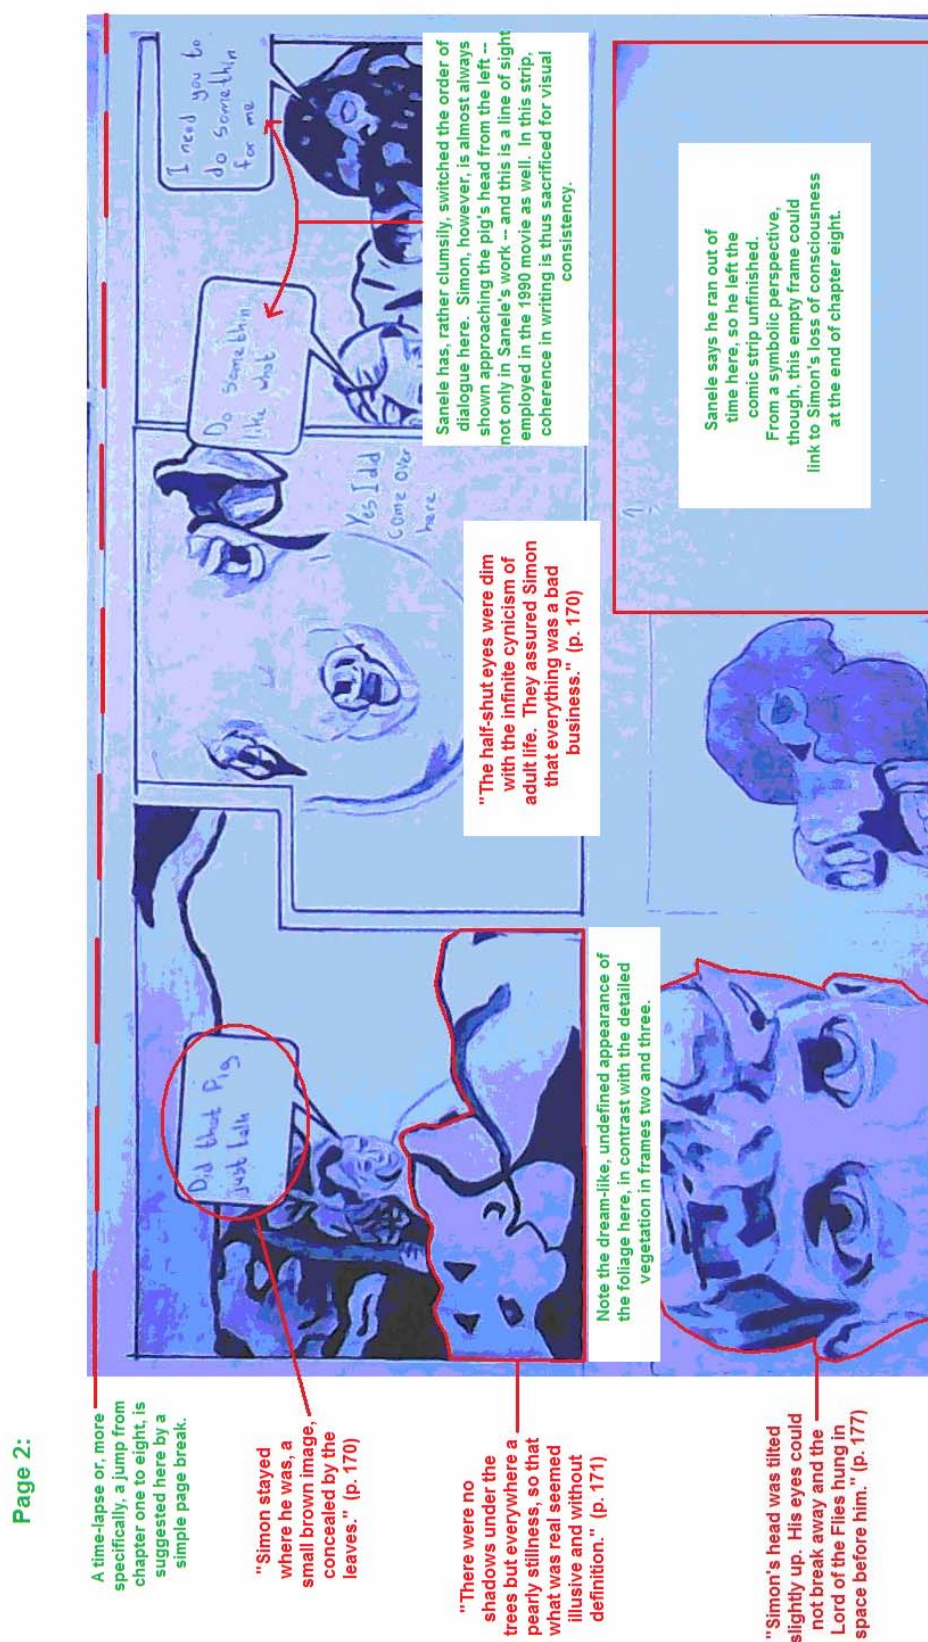 Page 2:
A time-lapse or, more
specifically, a jump from
chapter one to eight, is
suggested here by a
simple page break.
"Simon stayed
where he was, a
small brown image,
concealed by the
leaves." (p. 170)
"There were no
shadows under the
trees but everywhere a
pearly stillness, so that
what was real seemed
illusive and without
definition." (p. 171)
"Simon's head was tilted
slightly up. His eyes could
not break away and the
Lord of the Flies hung in
space before him." (p. 177)
Did that Pig
just talk
Note the dream-like, undefined appearance of
the foliage here, in contrast with the detailed
vegetation in frames two and three.
Yes I did
come over
here
"The half-shut eyes were dim
with the infinite cynicism of
adult life. They assured Simon
that everything was a bad
business." (p. 170)
Do somethin
like what
I need you to
do somethin
for me
Sanele has, rather clumsily, switched the order of
dialogue here. Simon, however, is almost always
shown approaching the pig's head from the left --
not only in Sanele's work -- and this is a line of sight
employed in the 1990 movie as well. In this strip,
coherence in writing is thus sacrificed for visual
consistency.
Sanele says he ran out of
time here, so he left the
comic strip unfinished.
From a symbolic perspective,
though, this empty frame could
link to Simon's loss of consciousness
at the end of chapter eight.